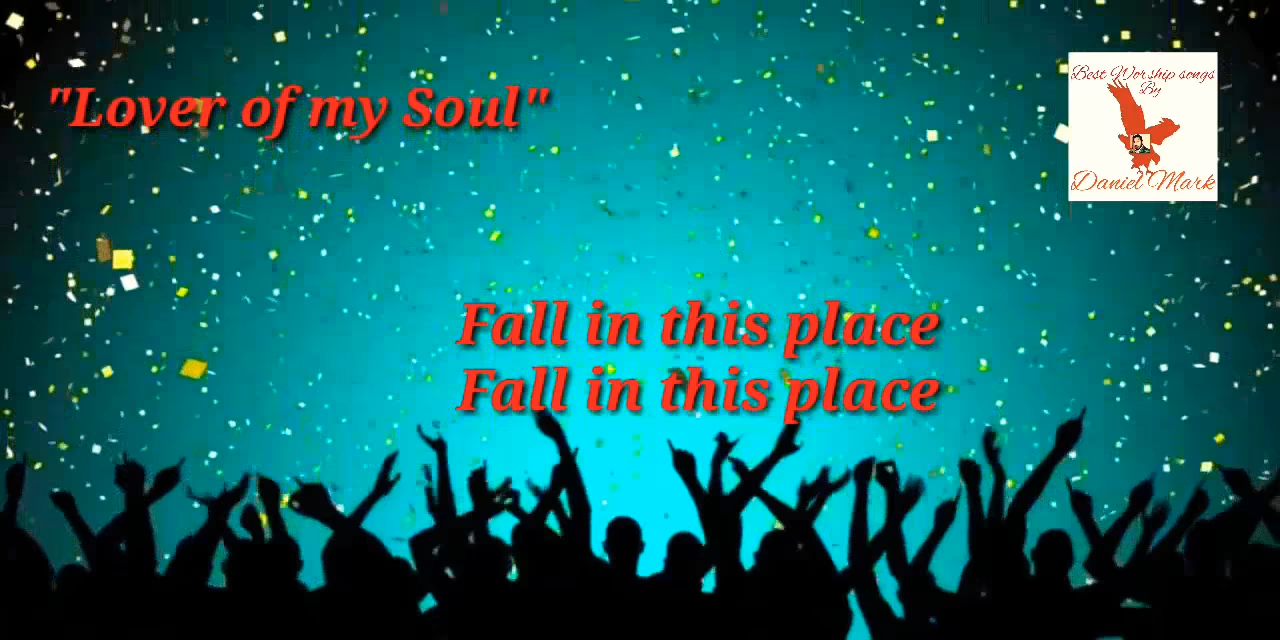 "Lover of my Soul"
Best Worship songs
By
Daniel Mark
Fall in this place
Fall in this place